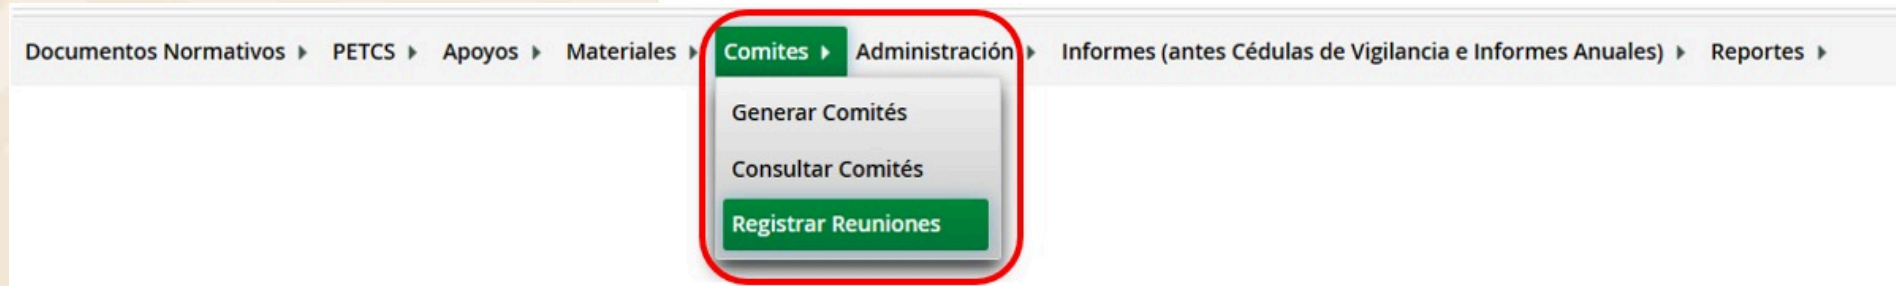 Documentos Normativos PETCS Apoyos Materiales Comites Administración Informes (antes Cédulas de Vigilancia e Informes Anuales) Reportes
Generar Comités
Consultar Comités
Registrar Reuniones